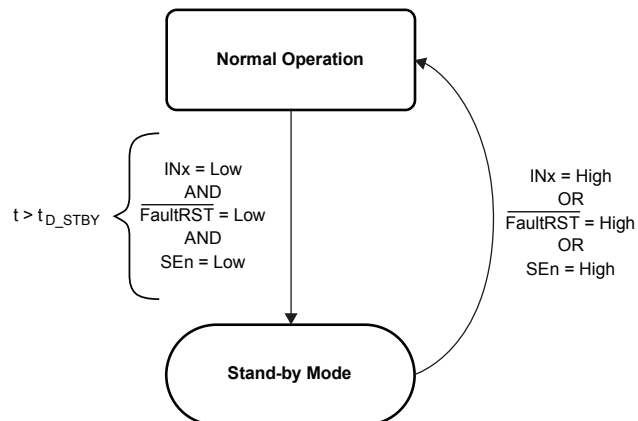 Normal Operation
INx = Low
AND
FaultRST = Low
AND
SEn = Low
t > tD_STBY
INx = High
OR
FaultRST = High
OR
SEn = High
Stand-by Mode